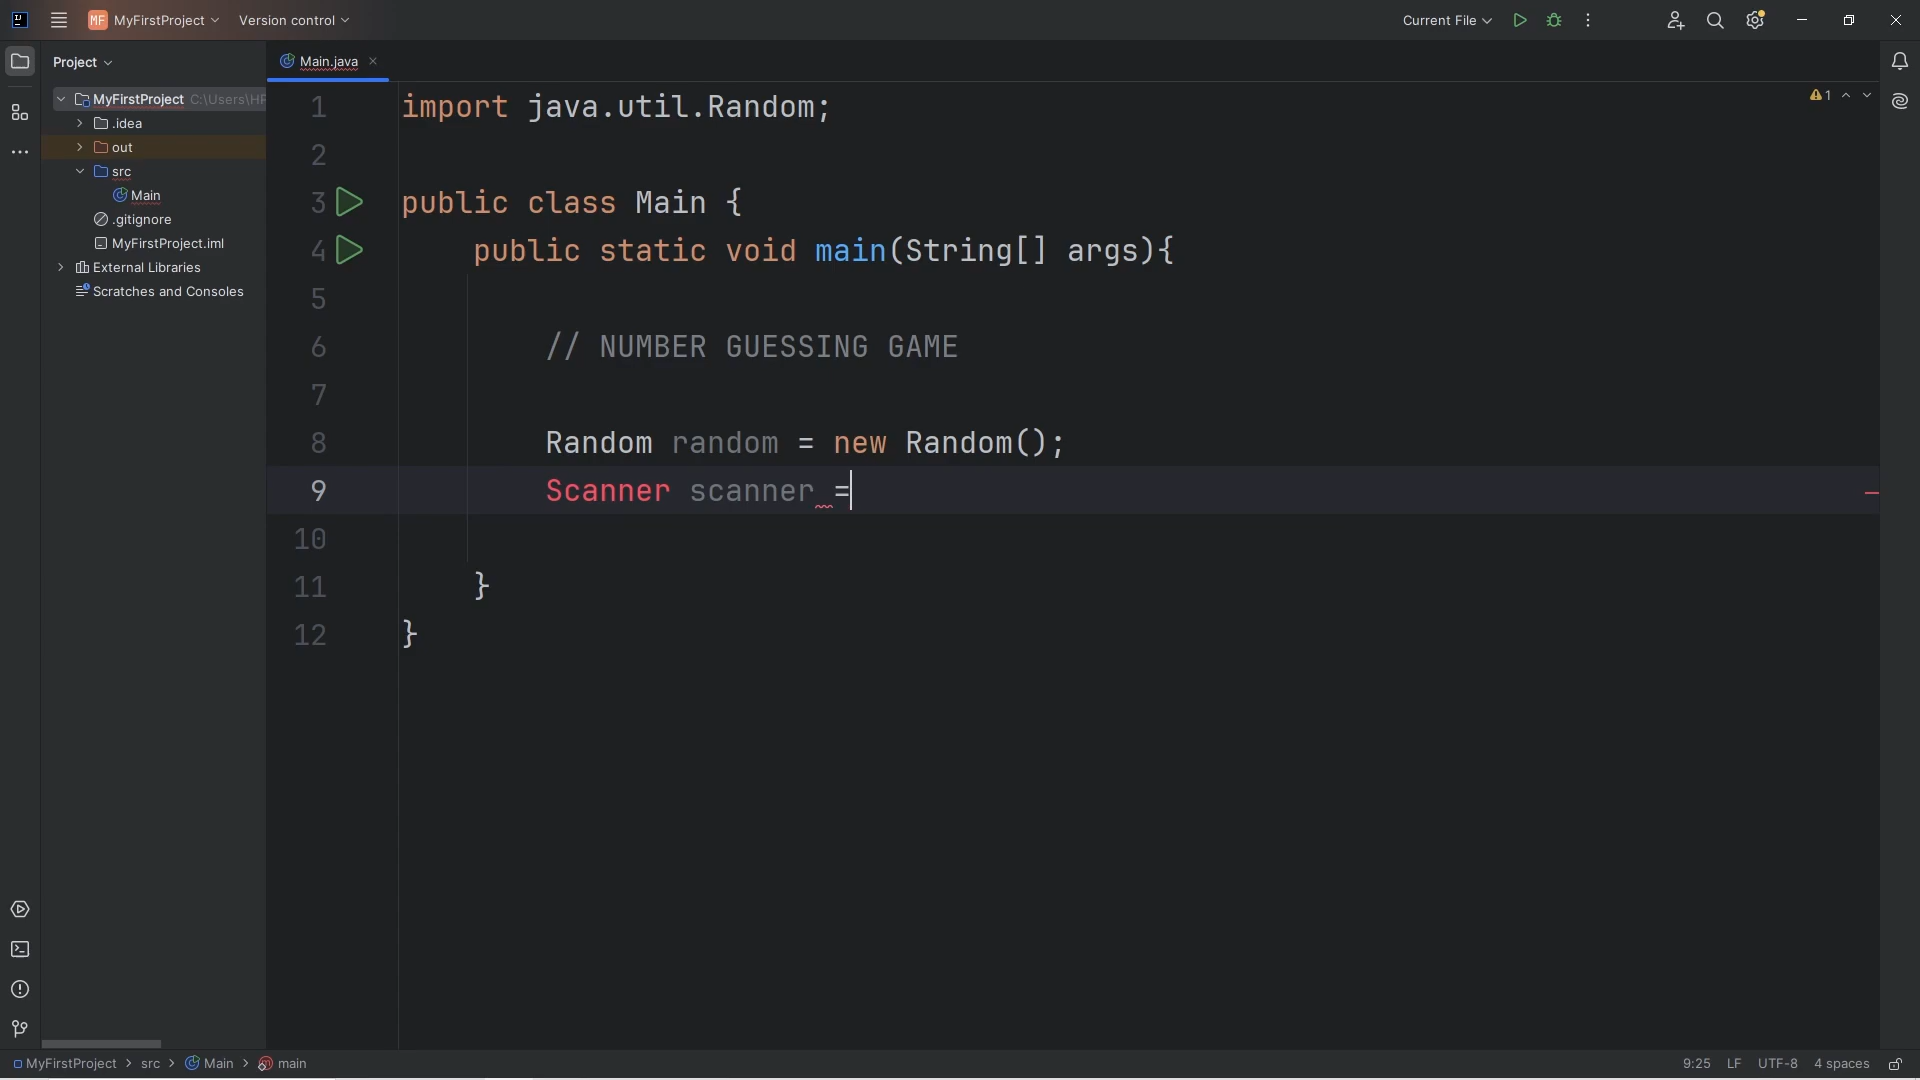 MF MyFirstProject Version control Current File
Project Main.java
MyFirstProject C:\Users\HP
.idea
out
src
Main
.gitignore
MyFirstProject.iml
External Libraries
Scratches and Consoles
1
1 import java.util.Random;
2
3 public class Main {
4 public static void main(String[] args){
5
6 // NUMBER GUESSING GAME
7
8 Random random = new Random();
9 Scanner scanner =
10
11 }
12 }
MyFirstProject > src > Main > main 9:25 LF UTF-8 4 spaces